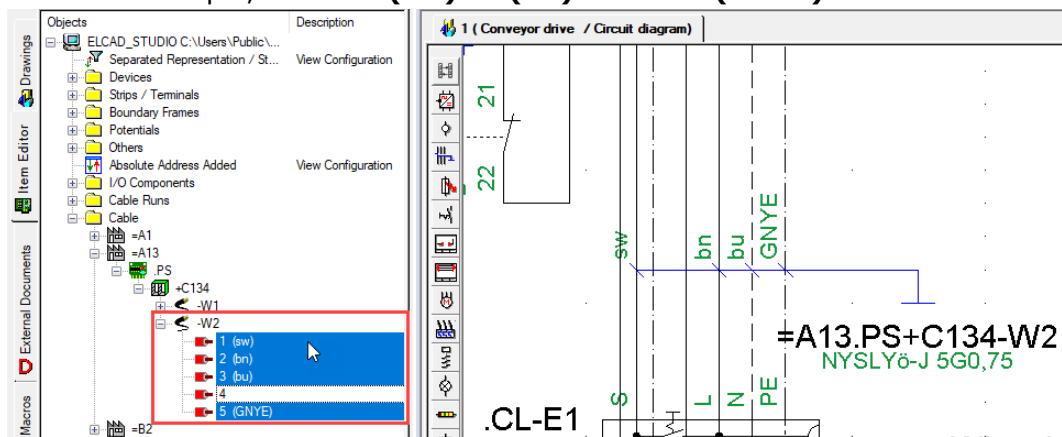 Objects
Description
ELCAD_STUDIO C:\Users\Public\...
Separated Representation / St...
View Configuration
Devices
Strips / Terminals
Boundary Frames
Potentials
Others
Absolute Address Added
View Configuration
I/O Components
Cable Runs
Cable
=A1
=A13
.PS
+C134
-W1
-W2
1 (sw)
2 (bn)
3 (bu)
4
5 (GNYE)
=B2
Drawings
Item Editor
External Documents
Macros
1 ( Conveyor drive / Circuit diagram)
21
22
sw
bn
bu
GNYE
=A13.PS+C134-W2
NYSLYö-J 5G0,75
S
L
N
PE
.CL-E1